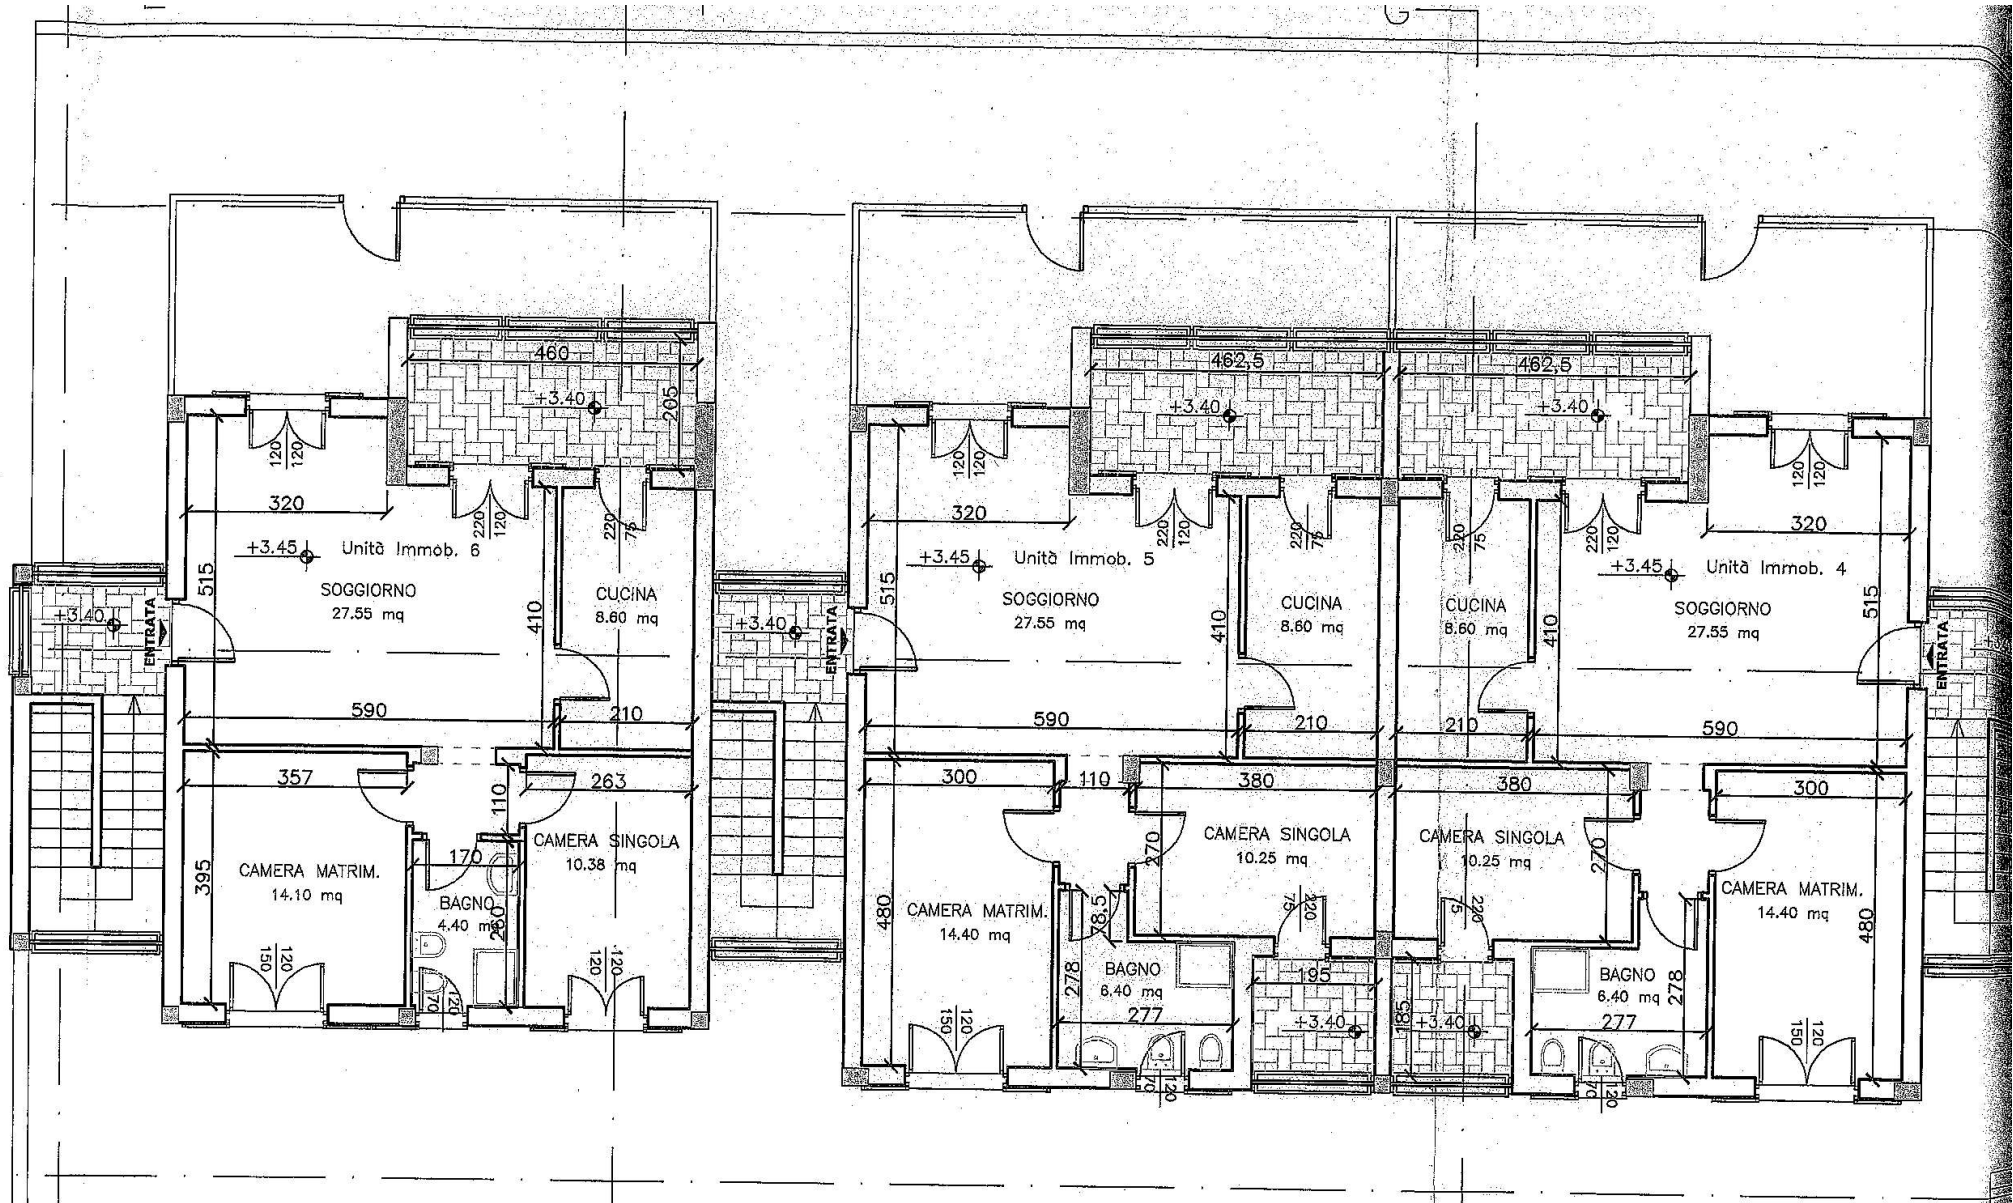 G
460
+3.40
205
120
120
320
220
120
220
75
+3.45
Unità Immob. 6
SOGGIORNO
27.55 mq
515
410
CUCINA
8.60 mq
+3.40
ENTRATA
590
210
357
110
263
CAMERA MATRIM.
14.10 mq
395
170
BAGNO
4.40 mq
260
CAMERA SINGOLA
10.38 mq
120
150
120
70
120
120
462,5
+3.40
120
120
320
220
120
220
75
+3.45
Unità Immob. 5
SOGGIORNO
27.55 mq
515
410
CUCINA
8.60 mq
+3.40
ENTRATA
590
210
300
110
380
270
CAMERA SINGOLA
10.25 mq
220
75
CAMERA MATRIM.
14.40 mq
480
78.5
278
BAGNO
6.40 mq
277
195
+3.40
120
150
120
70
462,5
+3.40
120
120
320
220
75
220
120
+3.45
Unità Immob. 4
SOGGIORNO
27.55 mq
515
410
CUCINA
8.60 mq
ENTRATA
210
590
380
300
270
CAMERA SINGOLA
10.25 mq
220
75
CAMERA MATRIM.
14.40 mq
480
BAGNO
6.40 mq
278
277
185
+3.40
120
70
120
150